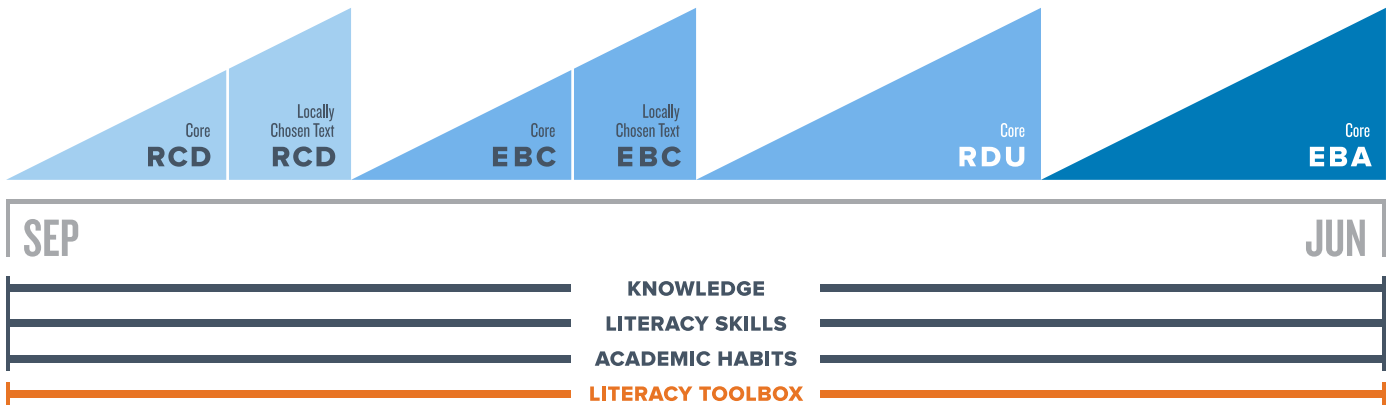 Core
RCD
Locally
Chosen Text
RCD
Core
EBC
Locally
Chosen Text
EBC
Core
RDU
Core
EBA
SEP
JUN
KNOWLEDGE
LITERACY SKILLS
ACADEMIC HABITS
LITERACY TOOLBOX